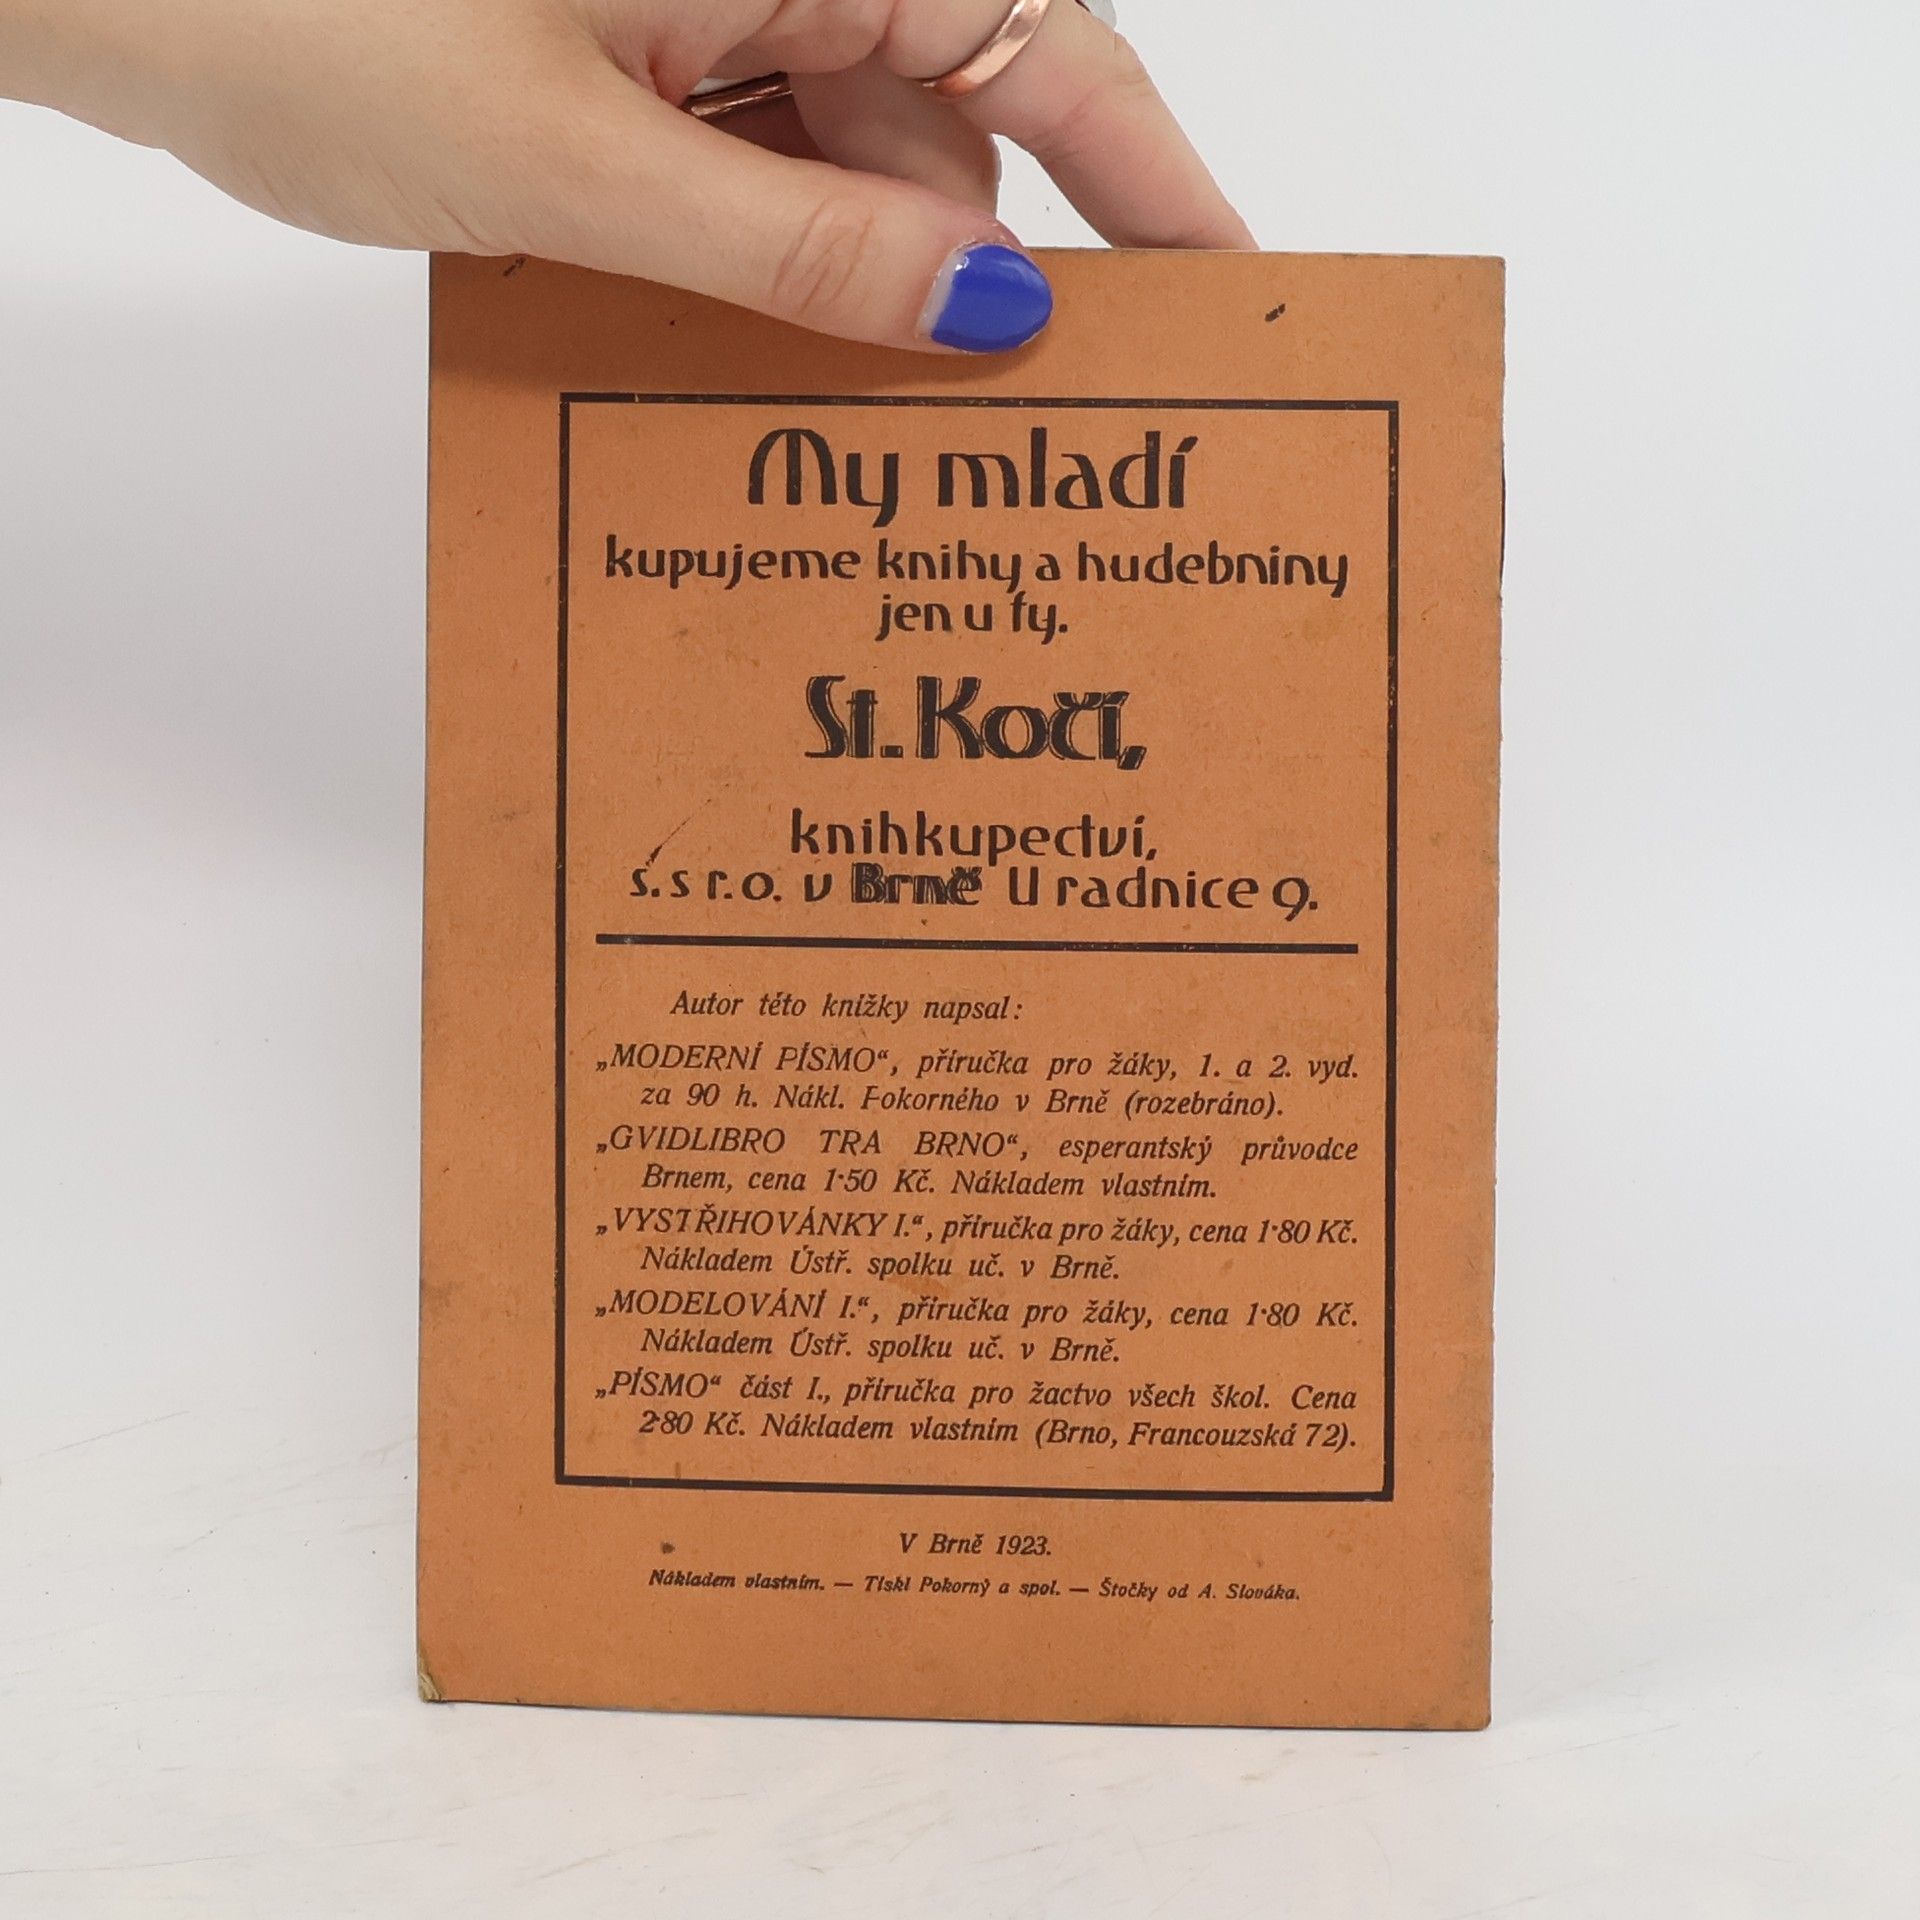 My mladí
kupujeme knihy a hudebniny
jen u fy.
St. Kočí,
knihkupectví,
s. s r. o. v Brně U radnice 9.
Autor této knížky napsal:
„MODERNÍ PÍSMO“, příručka pro žáky, 1. a 2. vyd.
za 90 h. Nákl. Pokorného v Brně (rozebráno).
„GVIDLIBRO TRA BRNO“, esperantský průvodce
Brnem, cena 1·50 Kč. Nákladem vlastním.
„VYSTŘIHOVÁNKY I.“, příručka pro žáky, cena 1·80 Kč.
Nákladem Ústř. spolku uč. v Brně.
„MODELOVÁNÍ I.“, příručka pro žáky, cena 1·80 Kč.
Nákladem Ústř. spolku uč. v Brně.
„PÍSMO“ část I., příručka pro žactvo všech škol. Cena
2·80 Kč. Nákladem vlastním (Brno, Francouzská 72).
V Brně 1923.
Nákladem vlastním. — Tiskl Pokorný a spol. — Štočky od A. Slováka.